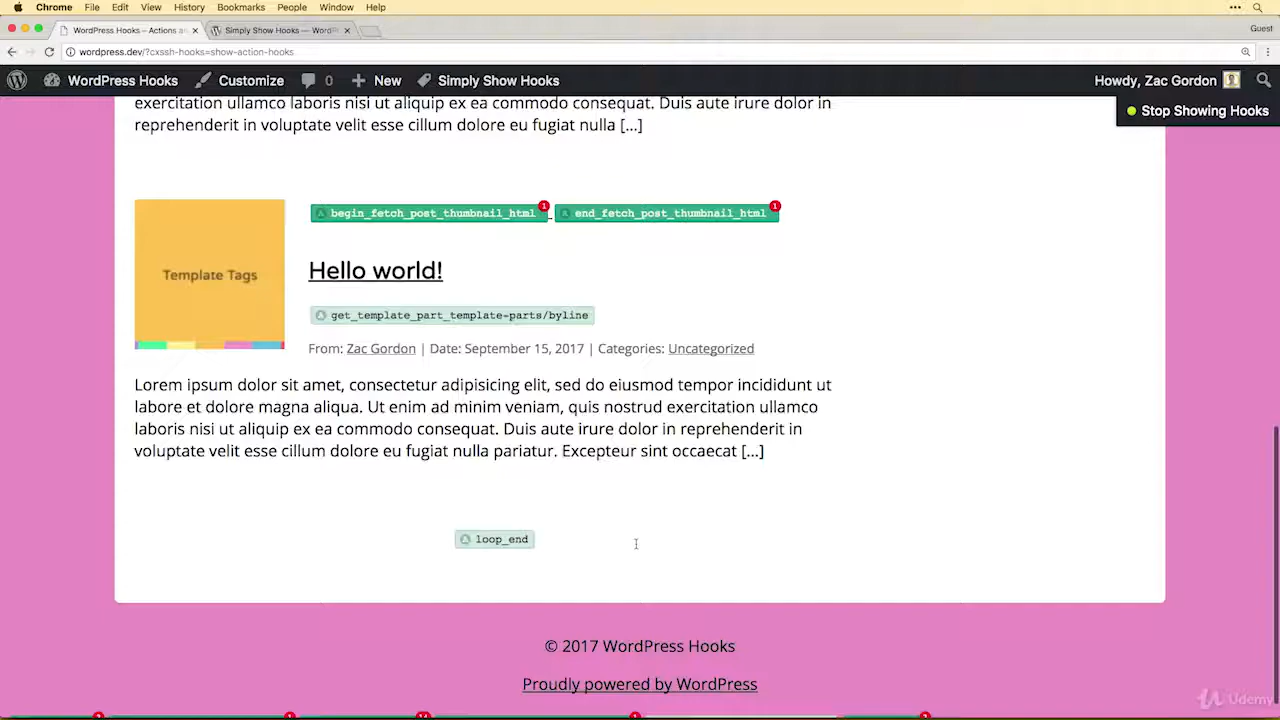 Chrome File Edit View History Bookmarks People Window Help
WordPress Hooks – Actions a × Simply Show Hooks — WordPr × Guest
wordpress.dev/?cxssh-hooks=show-action-hooks
WordPress Hooks Customize 0 New Simply Show Hooks Howdy, Zac Gordon
Stop Showing Hooks
exercitation ullamco laboris nisi ut aliquip ex ea commodo consequat. Duis aute irure dolor in
reprehenderit in voluptate velit esse cillum dolore eu fugiat nulla [...]
begin_fetch_post_thumbnail_html 1 end_fetch_post_thumbnail_html 1
Template Tags
Hello world!
get_template_part_template-parts/byline
From: Zac Gordon | Date: September 15, 2017 | Categories: Uncategorized
Lorem ipsum dolor sit amet, consectetur adipisicing elit, sed do eiusmod tempor incididunt ut
labore et dolore magna aliqua. Ut enim ad minim veniam, quis nostrud exercitation ullamco
laboris nisi ut aliquip ex ea commodo consequat. Duis aute irure dolor in reprehenderit in
voluptate velit esse cillum dolore eu fugiat nulla pariatur. Excepteur sint occaecat [...]
loop_end
© 2017 WordPress Hooks
Proudly powered by WordPress
Udemy